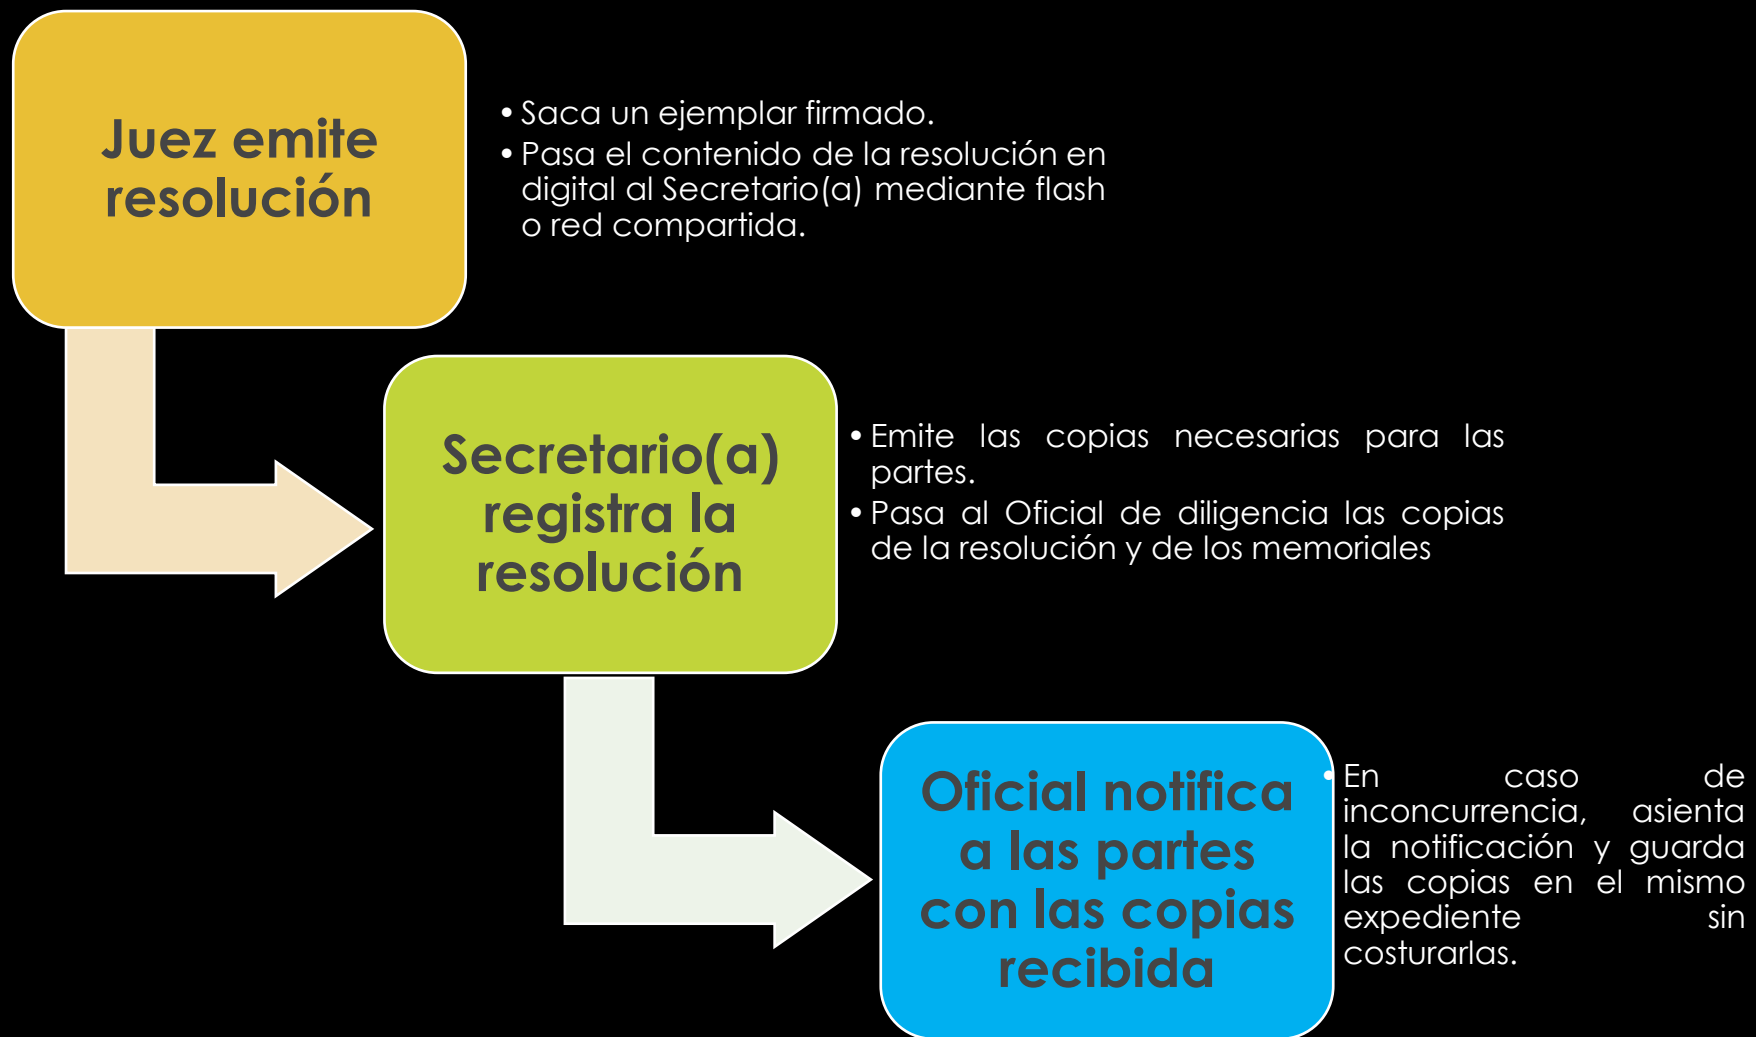 Juez emite
resolución
• Saca un ejemplar firmado.
• Pasa el contenido de la resolución en
digital al Secretario(a) mediante flash
o red compartida.
Secretario(a)
registra la
resolución
• Emite las copias necesarias para las
partes.
• Pasa al Oficial de diligencia las copias
de la resolución y de los memoriales
Oficial notifica
a las partes
con las copias
recibida
• En caso de
inconcurrencia, asienta
la notificación y guarda
las copias en el mismo
expediente sin
costurarlas.